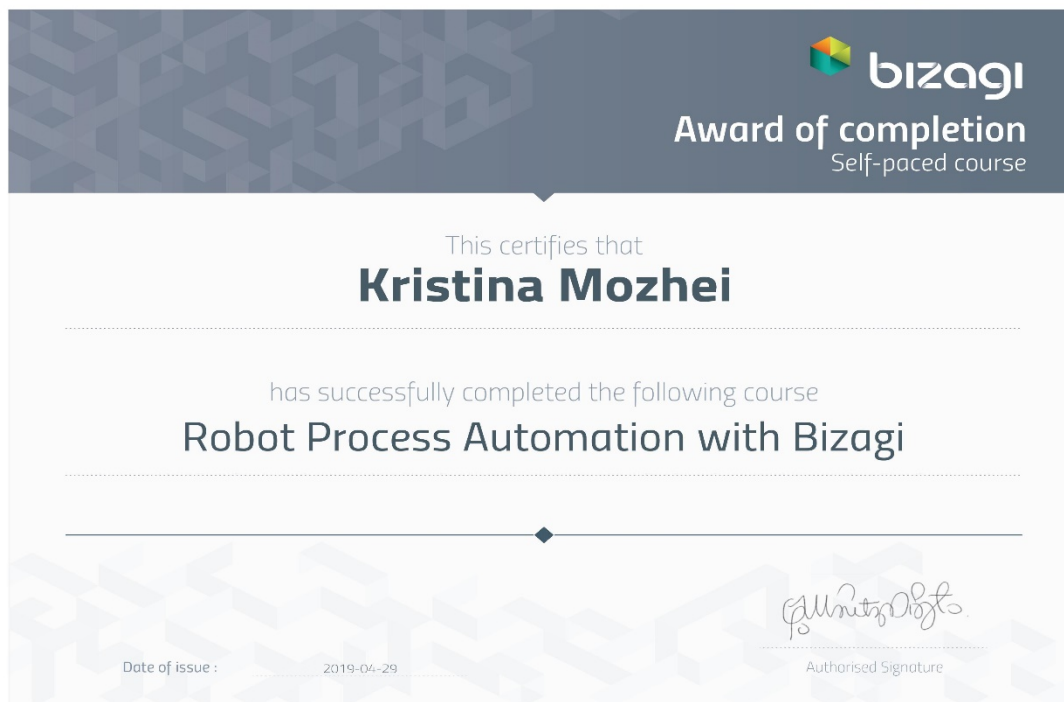 bizagi
Award of completion
Self-paced course
This certifies that
Kristina Mozhei
has successfully completed the following course
Robot Process Automation with Bizagi
Date of issue :
2019-04-29
Authorised Signature